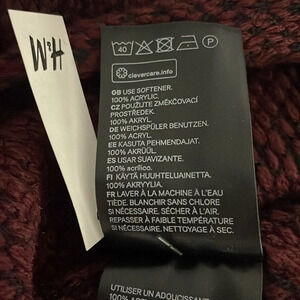 W?H
40
P
clevercare.info
GB USE SOFTENER.
100% ACRYLIC.
CZ POUŽIJTE ZMĚKČOVACÍ
PROSTŘEDEK.
100% AKRYL.
DE WEICHSPÜLER BENUTZEN.
100% ACRYL.
EE KASUTA PEHMENDAJAT.
100% AKRÜÜL.
ES USAR SUAVIZANTE.
100% acrílico.
FI KÄYTÄ HUUHTELUAINETTA.
100% AKRYYLIA.
FR LAVER À LA MACHINE À L'EAU
TIÈDE. BLANCHIR SANS CHLORE
SI NÉCESSAIRE. SÉCHER À L'AIR.
REPASSER À FAIBLE TEMPÉRATURE
SI NÉCESSAIRE. NETTOYAGE À SEC.
UTILISER UN ADOUCISSANT